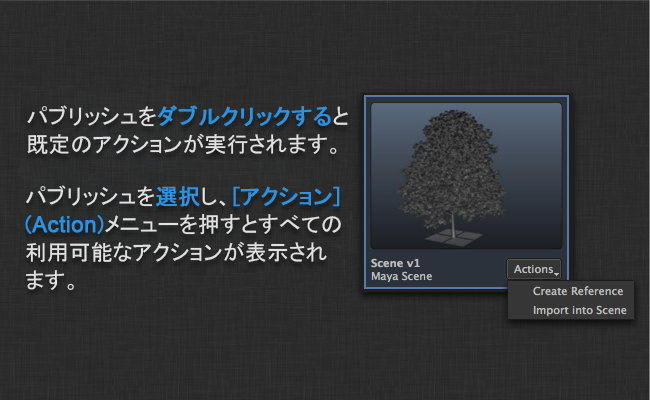 パブリッシュをダブルクリックすると
既定のアクションが実行されます。
パブリッシュを選択し、[アクション]
(Action)メニューを押すとすべての
利用可能なアクションが表示され
ます。
Scene v1
Maya Scene
Actions
Create Reference
Import into Scene